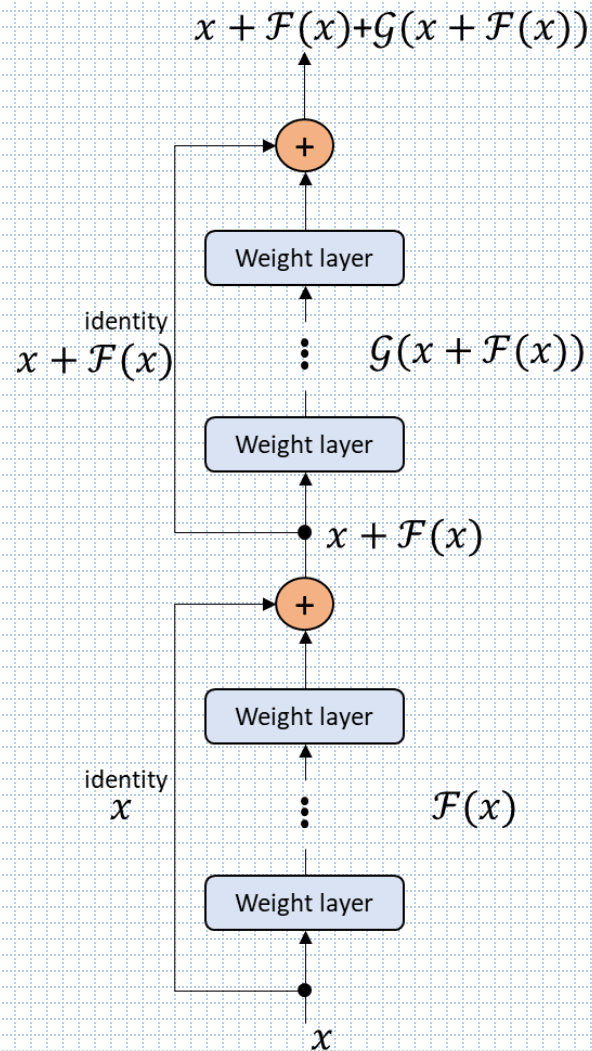 x + ℱ(x)+𝒢(x + ℱ(x))
+
Weight layer
identity
x + ℱ(x)
𝒢(x + ℱ(x))
Weight layer
x + ℱ(x)
+
Weight layer
identity
x
ℱ(x)
Weight layer
x